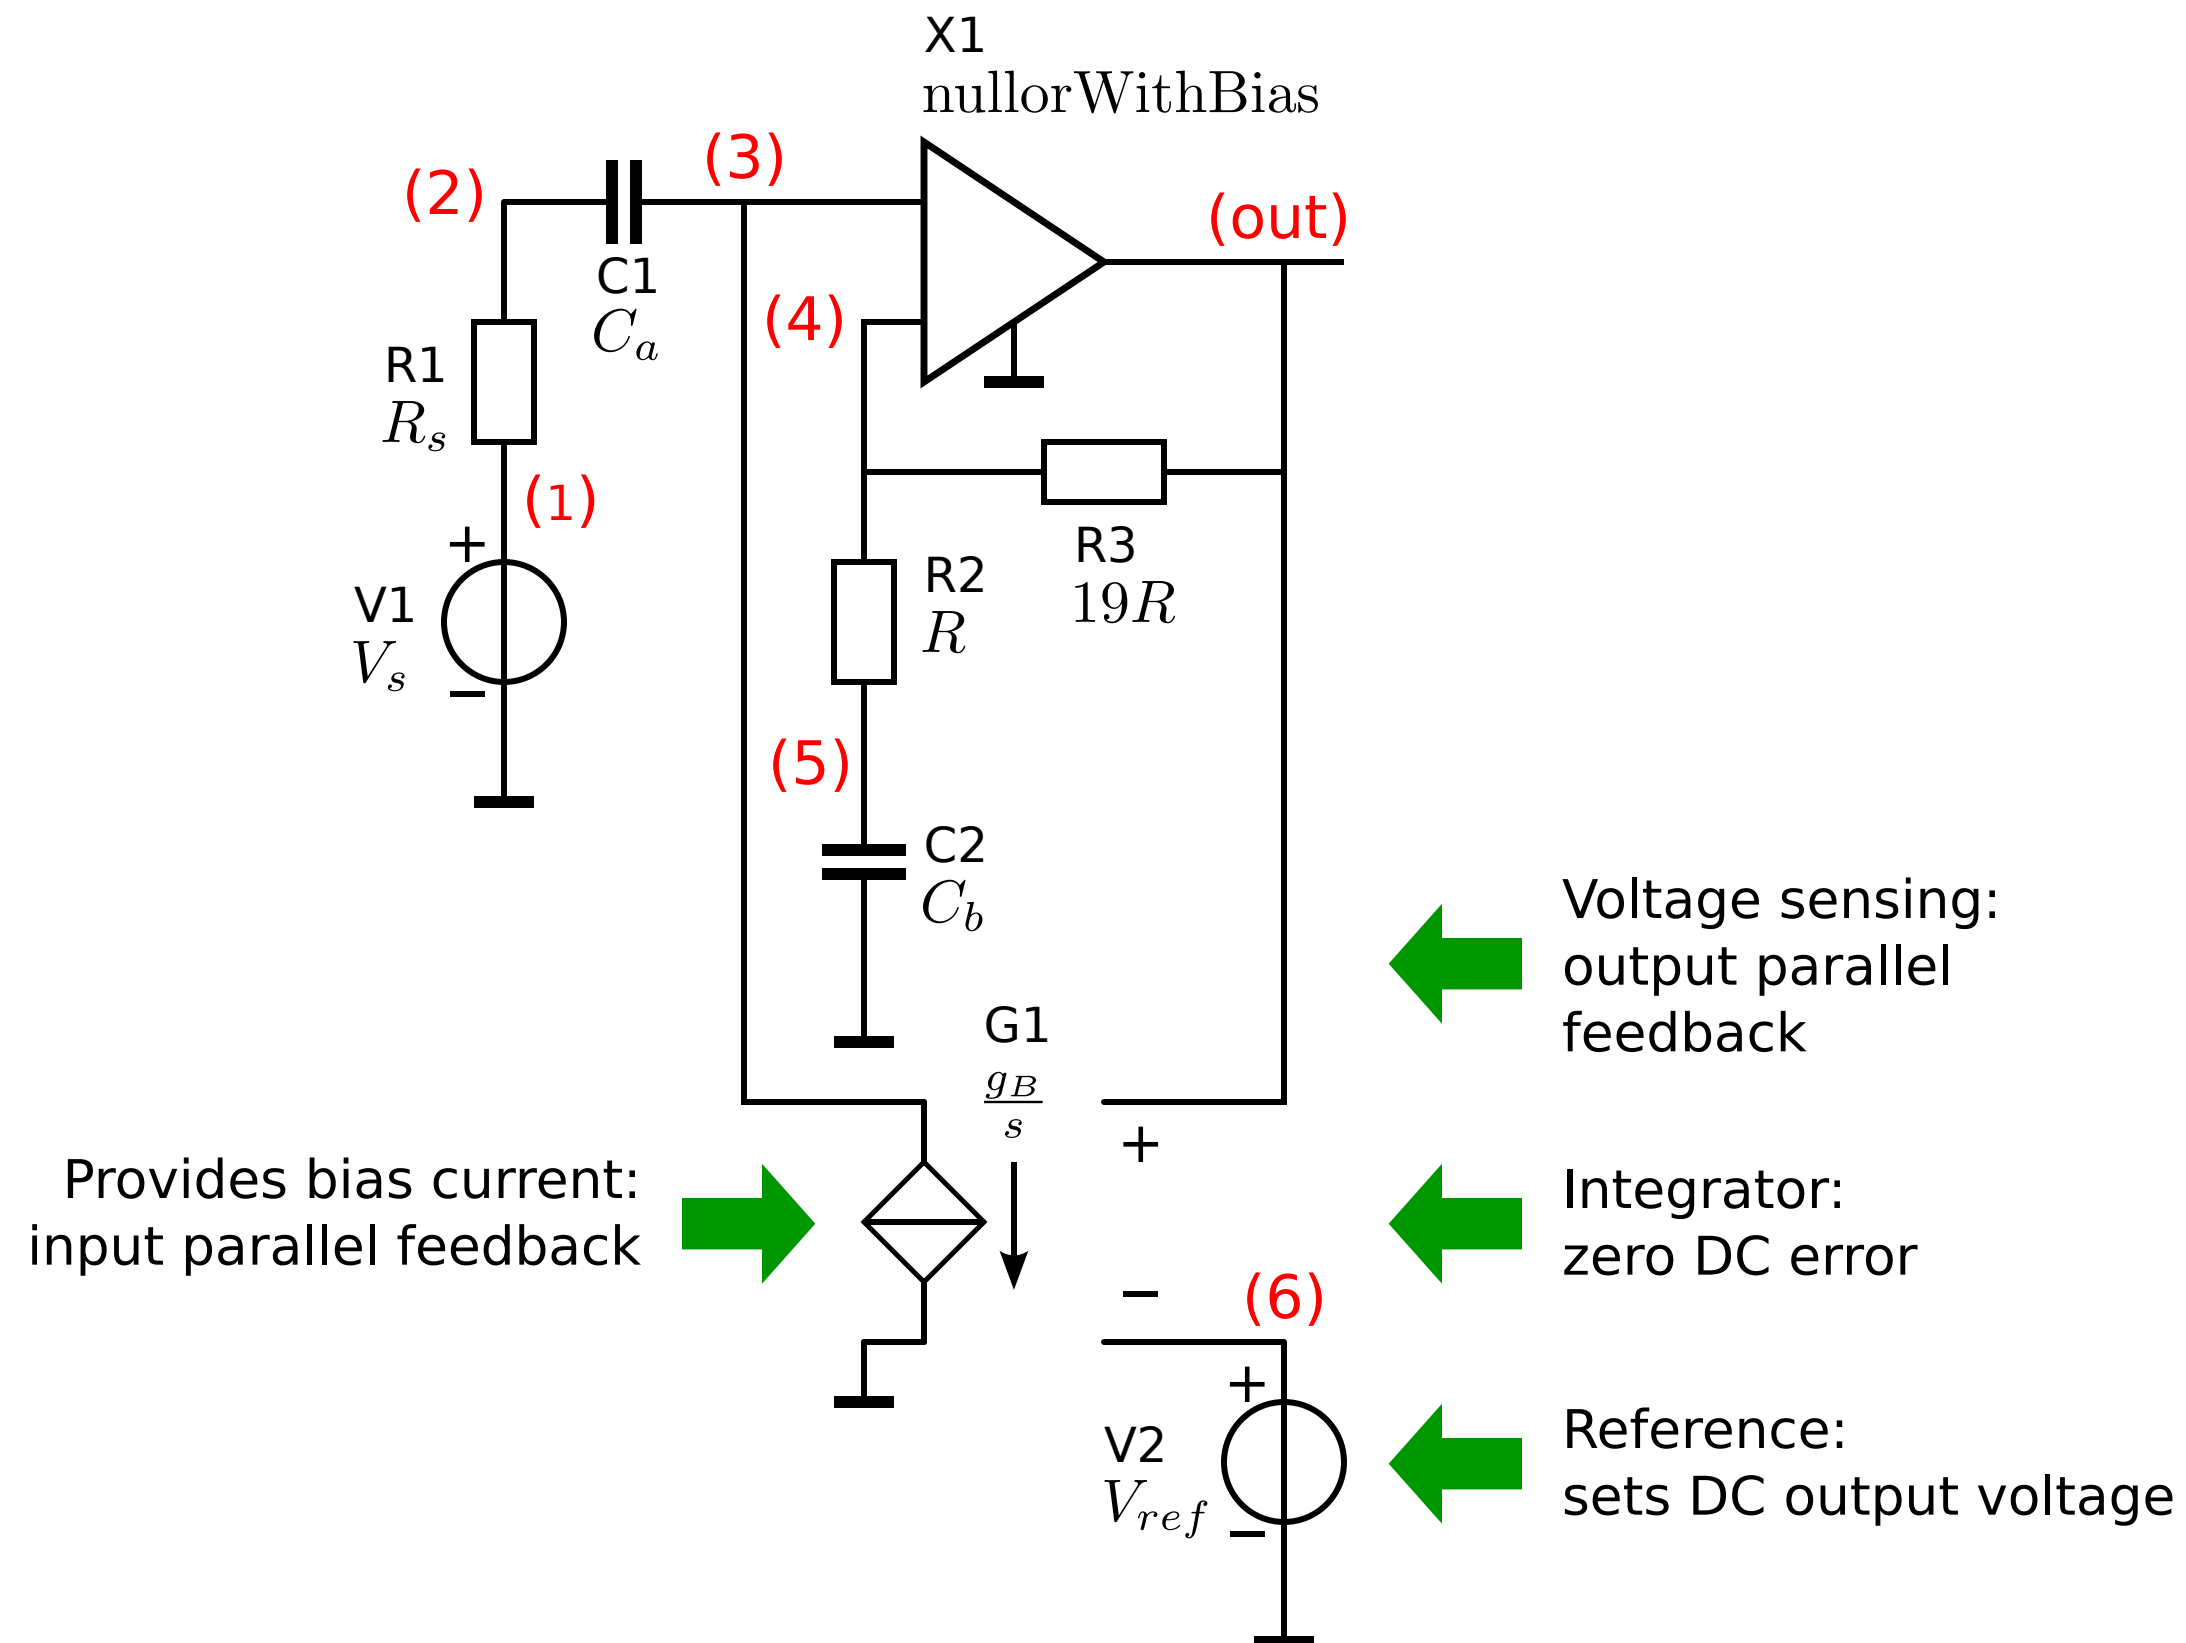 X1
nullorWithBias
(3)
(2)
(out)
C1
C_a
(4)
R1
R_s
(1)
+
R3
19R
R2
R
V1
V_s
−
(5)
C2
C_b
Voltage sensing:
output parallel
feedback
G1
g_B
s
+
Provides bias current:
input parallel feedback
Integrator:
zero DC error
−
(6)
+
V2
V_ref
−
Reference:
sets DC output voltage